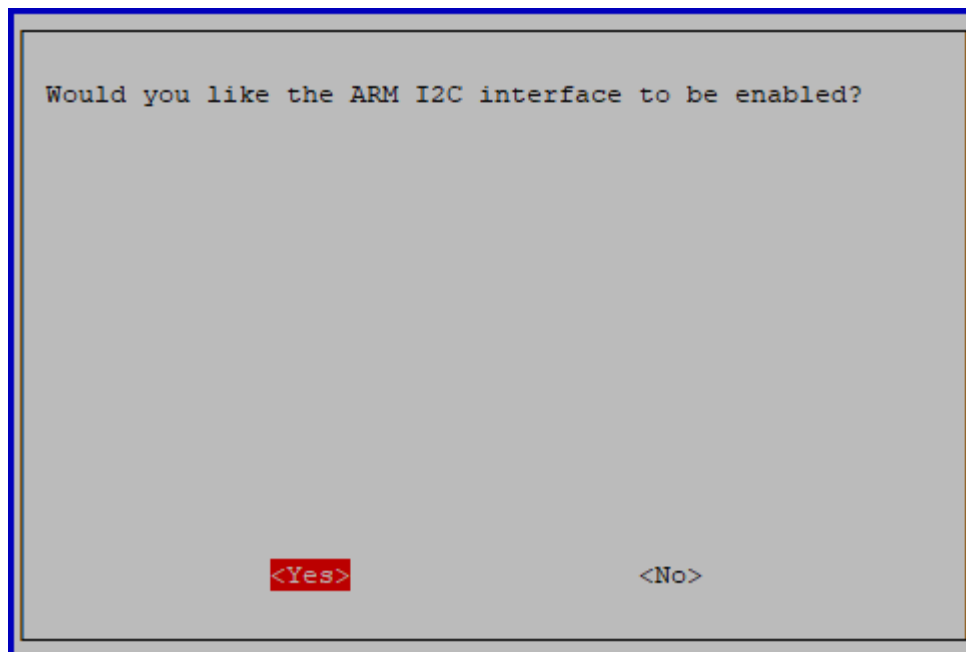 Would you like the ARM I2C interface to be enabled?
<Yes> <No>